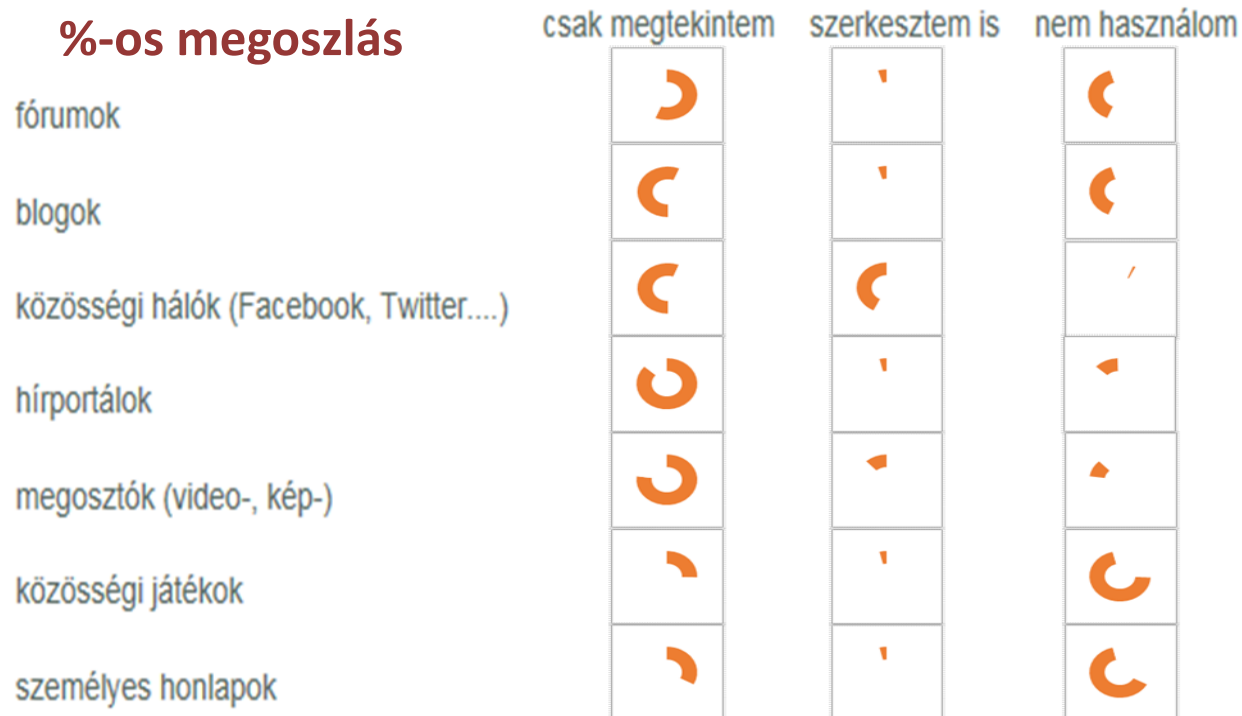 %-os megoszlás
csak megtekintem szerkesztem is nem használom
fórumok
blogok
közösségi hálók (Facebook, Twitter....)
hírportálok
megosztók (video-, kép-)
közösségi játékok
személyes honlapok